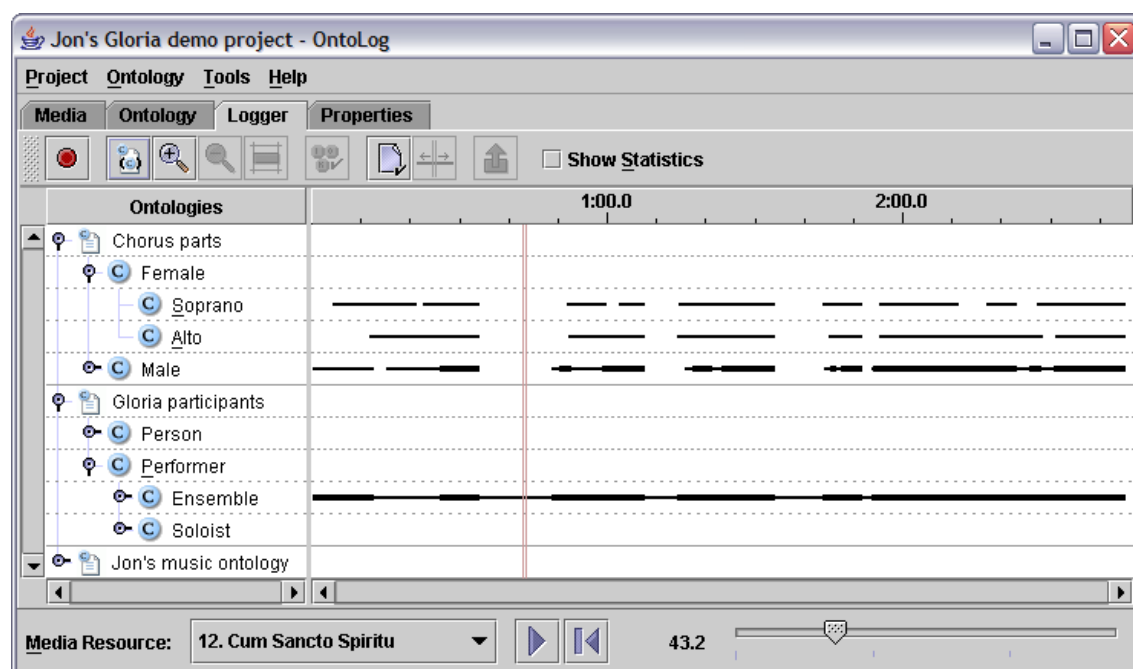 Jon's Gloria demo project - OntoLog
Project Ontology Tools Help
Media Ontology Logger Properties
Show Statistics
Ontologies 1:00.0 2:00.0
Chorus parts
C Female
C Soprano
C Alto
C Male
Gloria participants
C Person
C Performer
C Ensemble
C Soloist
Jon's music ontology
Media Resource: 12. Cum Sancto Spiritu 43.2